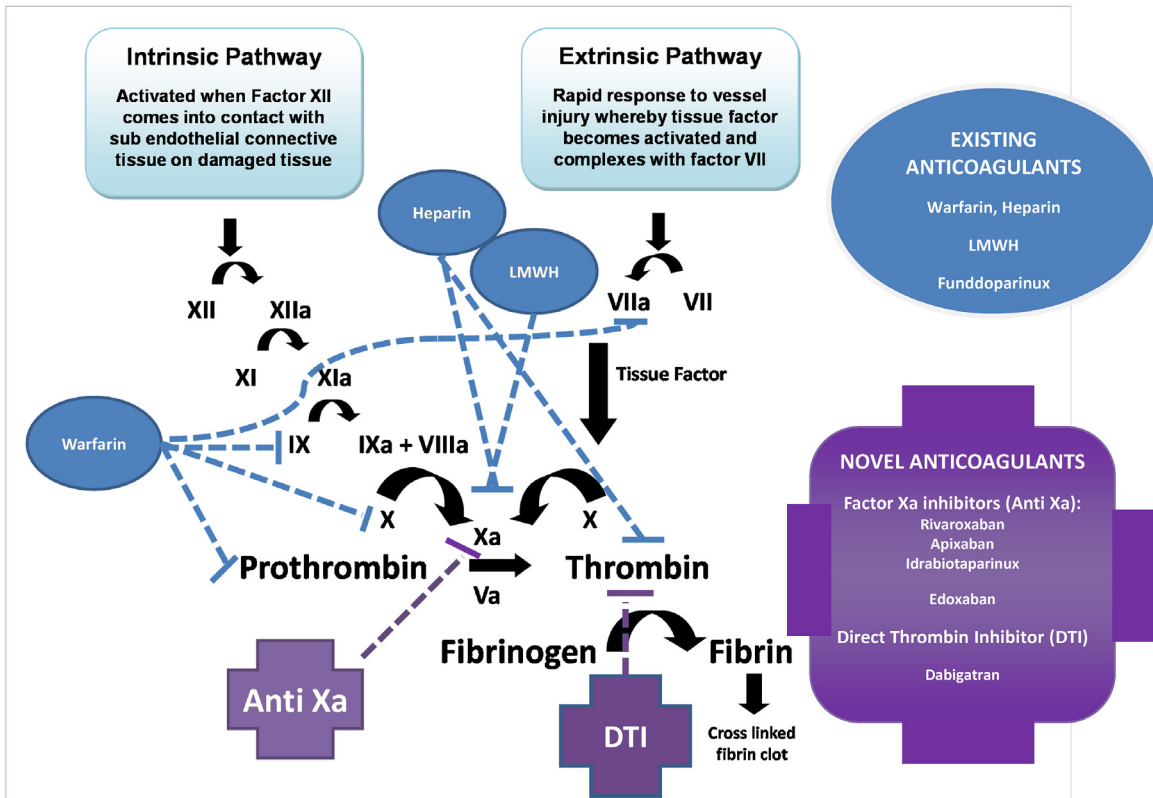 Intrinsic Pathway
Activated when Factor XII
comes into contact with
sub endothelial connective
tissue on damaged tissue
Extrinsic Pathway
Rapid response to vessel
injury whereby tissue factor
becomes activated and
complexes with factor VII
EXISTING
ANTICOAGULANTS
Warfarin, Heparin
LMWH
Funddoparinux
Heparin
LMWH
XII
XIIa
VIIa
VII
XI
XIa
Tissue Factor
Warfarin
IX
IXa + VIIIa
X
Xa
X
Prothrombin
Thrombin
Va
Fibrinogen
Fibrin
Anti Xa
DTI
Cross linked
fibrin clot
NOVEL ANTICOAGULANTS
Factor Xa inhibitors (Anti Xa):
Rivaroxaban
Apixaban
Idrabiotaparinux
Edoxaban
Direct Thrombin Inhibitor (DTI)
Dabigatran